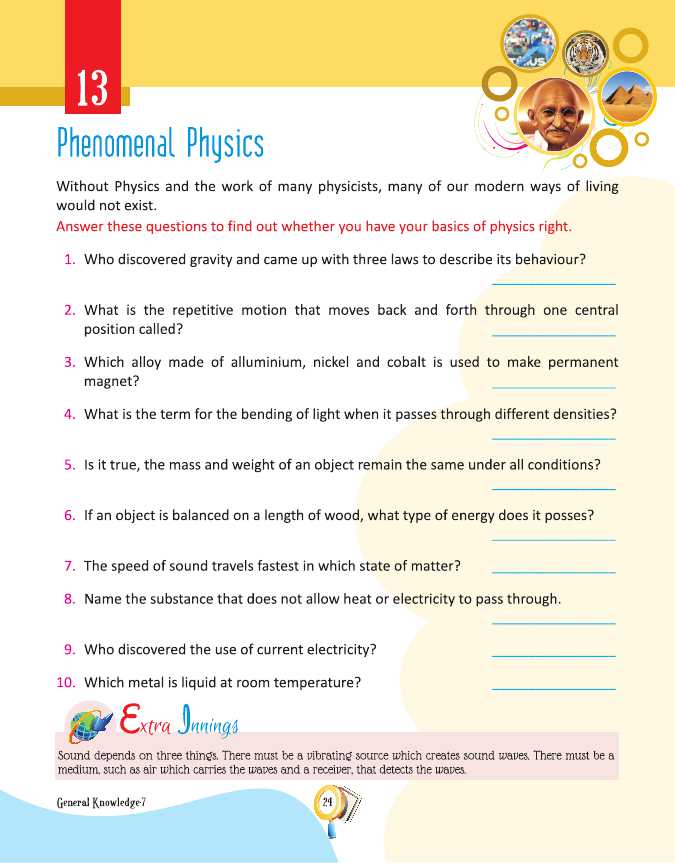 13
Phenomenal Physics
Without Physics and the work of many physicists, many of our modern ways of living
would not exist.
Answer these questions to find out whether you have your basics of physics right.
1. Who discovered gravity and came up with three laws to describe its behaviour?
2. What is the repetitive motion that moves back and forth through one central
position called?
3. Which alloy made of alluminium, nickel and cobalt is used to make permanent
magnet?
4. What is the term for the bending of light when it passes through different densities?
5. Is it true, the mass and weight of an object remain the same under all conditions?
6. If an object is balanced on a length of wood, what type of energy does it posses?
7. The speed of sound travels fastest in which state of matter?
8. Name the substance that does not allow heat or electricity to pass through.
9. Who discovered the use of current electricity?
10. Which metal is liquid at room temperature?
Extra Innings
Sound depends on three things. There must be a vibrating source which creates sound waves. There must be a
medium, such as air which carries the waves and a receiver, that detects the waves.
General Knowledge-7
24